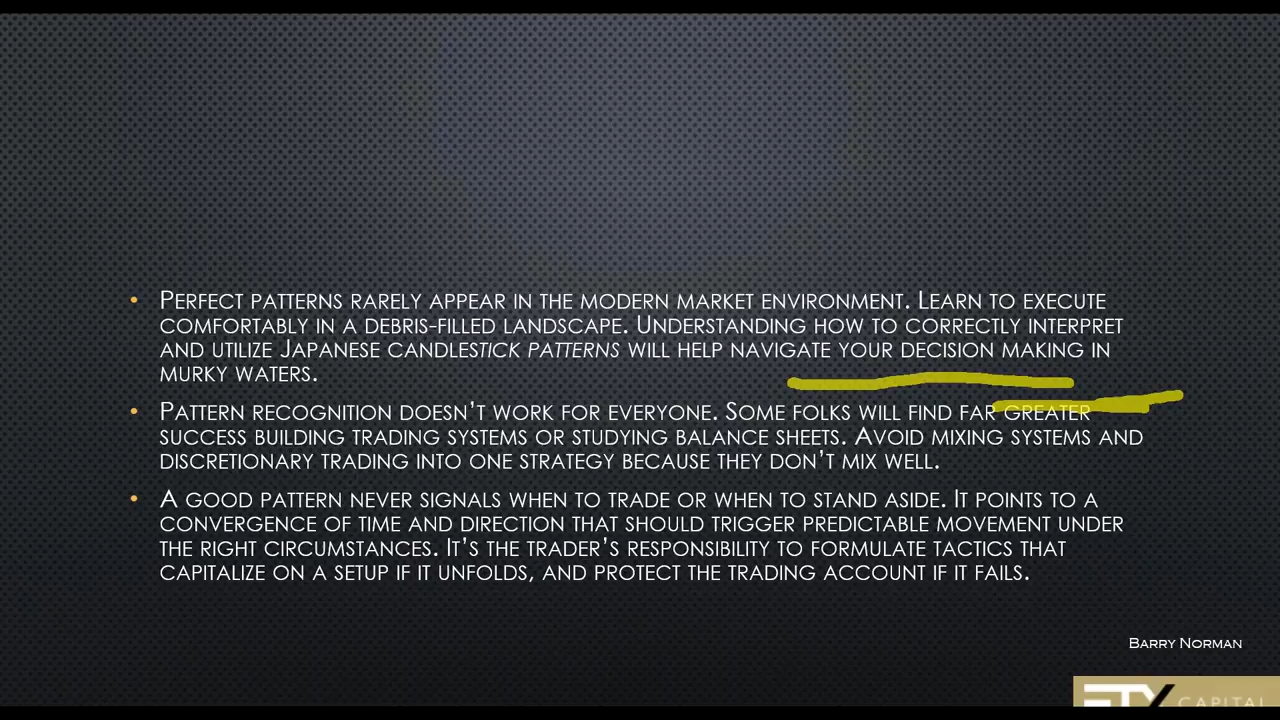 • Perfect patterns rarely appear in the modern market environment. Learn to execute
comfortably in a debris-filled landscape. Understanding how to correctly interpret
and utilize Japanese candlestick patterns will help navigate your decision making in
murky waters.
• Pattern recognition doesn't work for everyone. Some folks will find far greater
success building trading systems or studying balance sheets. Avoid mixing systems and
discretionary trading into one strategy because they don't mix well.
• A good pattern never signals when to trade or when to stand aside. It points to a
convergence of time and direction that should trigger predictable movement under
the right circumstances. It's the trader's responsibility to formulate tactics that
capitalize on a setup if it unfolds, and protect the trading account if it fails.
Barry Norman
ETX CAPITAL